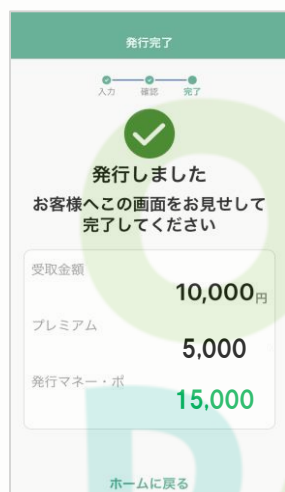 発行完了
入力 確認 完了
発行しました
お客様へこの画面をお見せして
完了してください
受取金額
10,000円
プレミアム
5,000
発行マネー・ポ
15,000
ホームに戻る